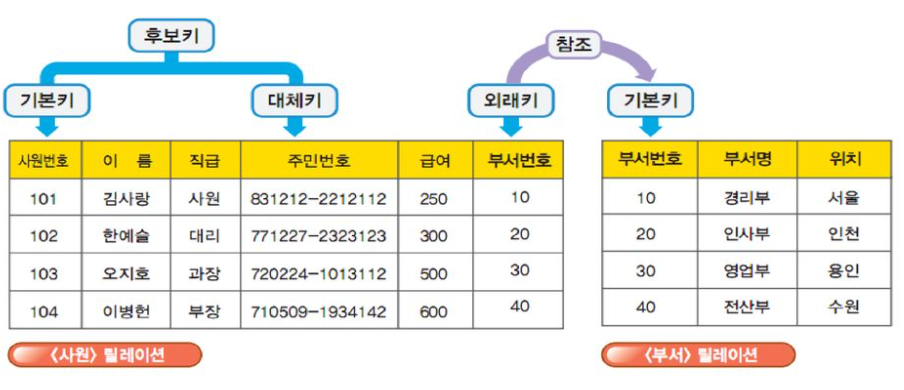 후보키
참조
기본키 대체키 외래키 기본키
사원번호 이 름 직급 주민번호 급여 부서번호 부서번호 부서명 위치
101 김사랑 사원 831212-2212112 250 10 10 경리부 서울
102 한예슬 대리 771227-2323123 300 20 20 인사부 인천
103 오지호 과장 720224-1013112 500 30 30 영업부 용인
104 이병헌 부장 710509-1934142 600 40 40 전산부 수원
〈사원〉 릴레이션 〈부서〉 릴레이션